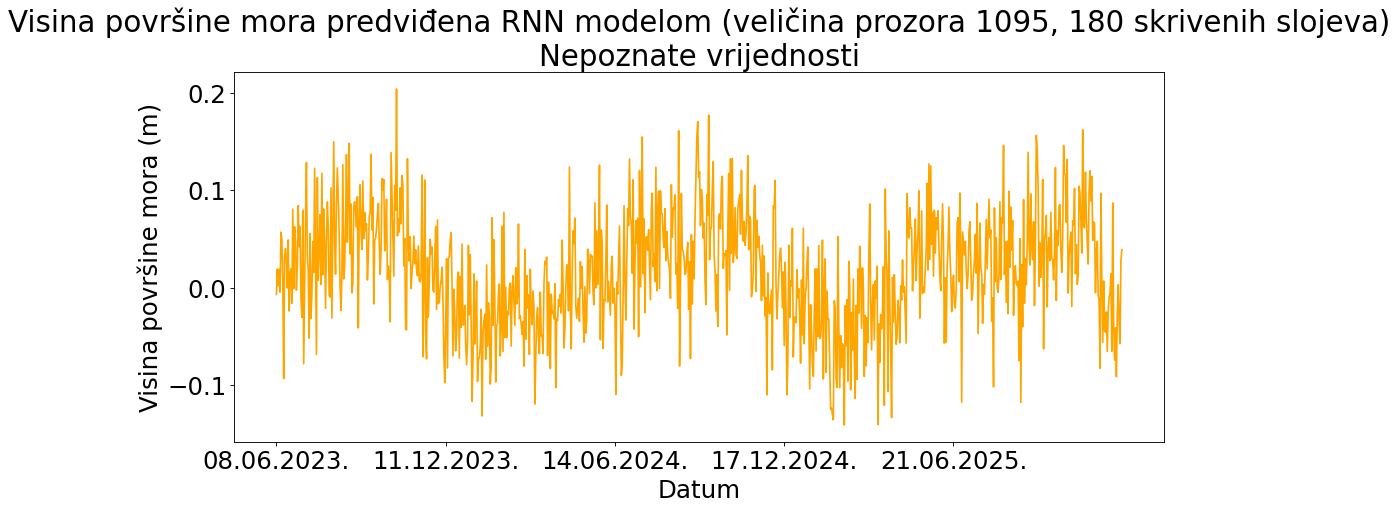 Visina površine mora predviđena RNN modelom (veličina prozora 1095, 180 skrivenih slojeva)
Nepoznate vrijednosti
Visina površine mora (m)
0.2
0.1
0.0
−0.1
08.06.2023. 11.12.2023. 14.06.2024. 17.12.2024. 21.06.2025.
Datum